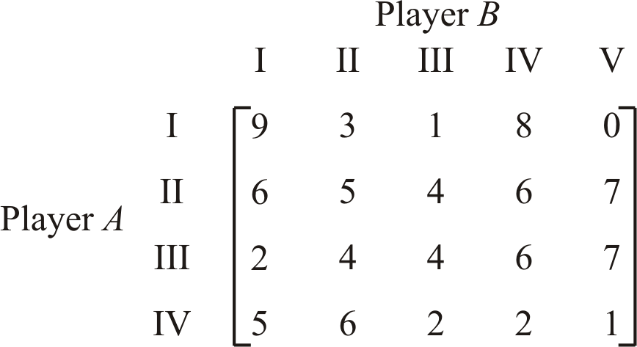 Player B
I II III IV V
I 9 3 1 8 0
II 6 5 4 6 7
Player A
III 2 4 4 6 7
IV 5 6 2 2 1